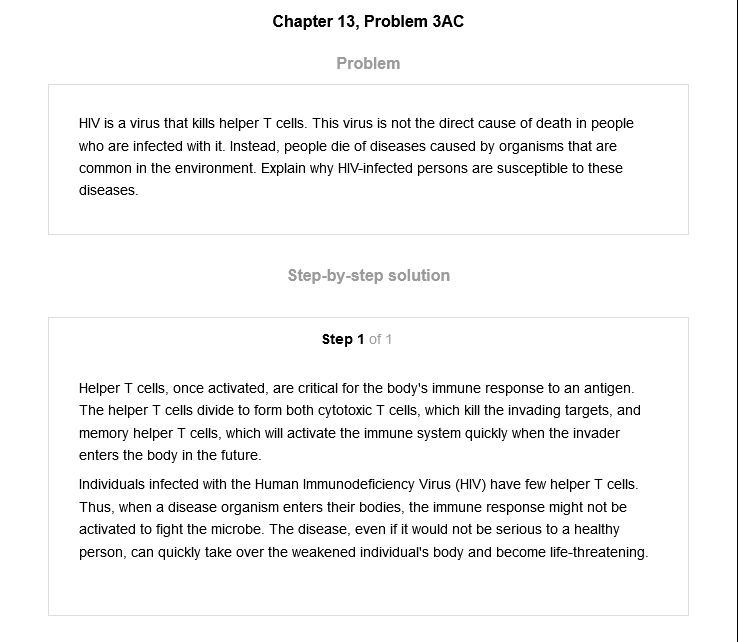 Chapter 13, Problem 3AC
Problem
HIV is a virus that kills helper T cells. This virus is not the direct cause of death in people
who are infected with it. Instead, people die of diseases caused by organisms that are
common in the environment. Explain why HIV-infected persons are susceptible to these
diseases.
Step-by-step solution
Step 1 of 1
Helper T cells, once activated, are critical for the body's immune response to an antigen.
The helper T cells divide to form both cytotoxic T cells, which kill the invading targets, and
memory helper T cells, which will activate the immune system quickly when the invader
enters the body in the future.
Individuals infected with the Human Immunodeficiency Virus (HIV) have few helper T cells.
Thus, when a disease organism enters their bodies, the immune response might not be
activated to fight the microbe. The disease, even if it would not be serious to a healthy
person, can quickly take over the weakened individual's body and become life-threatening.